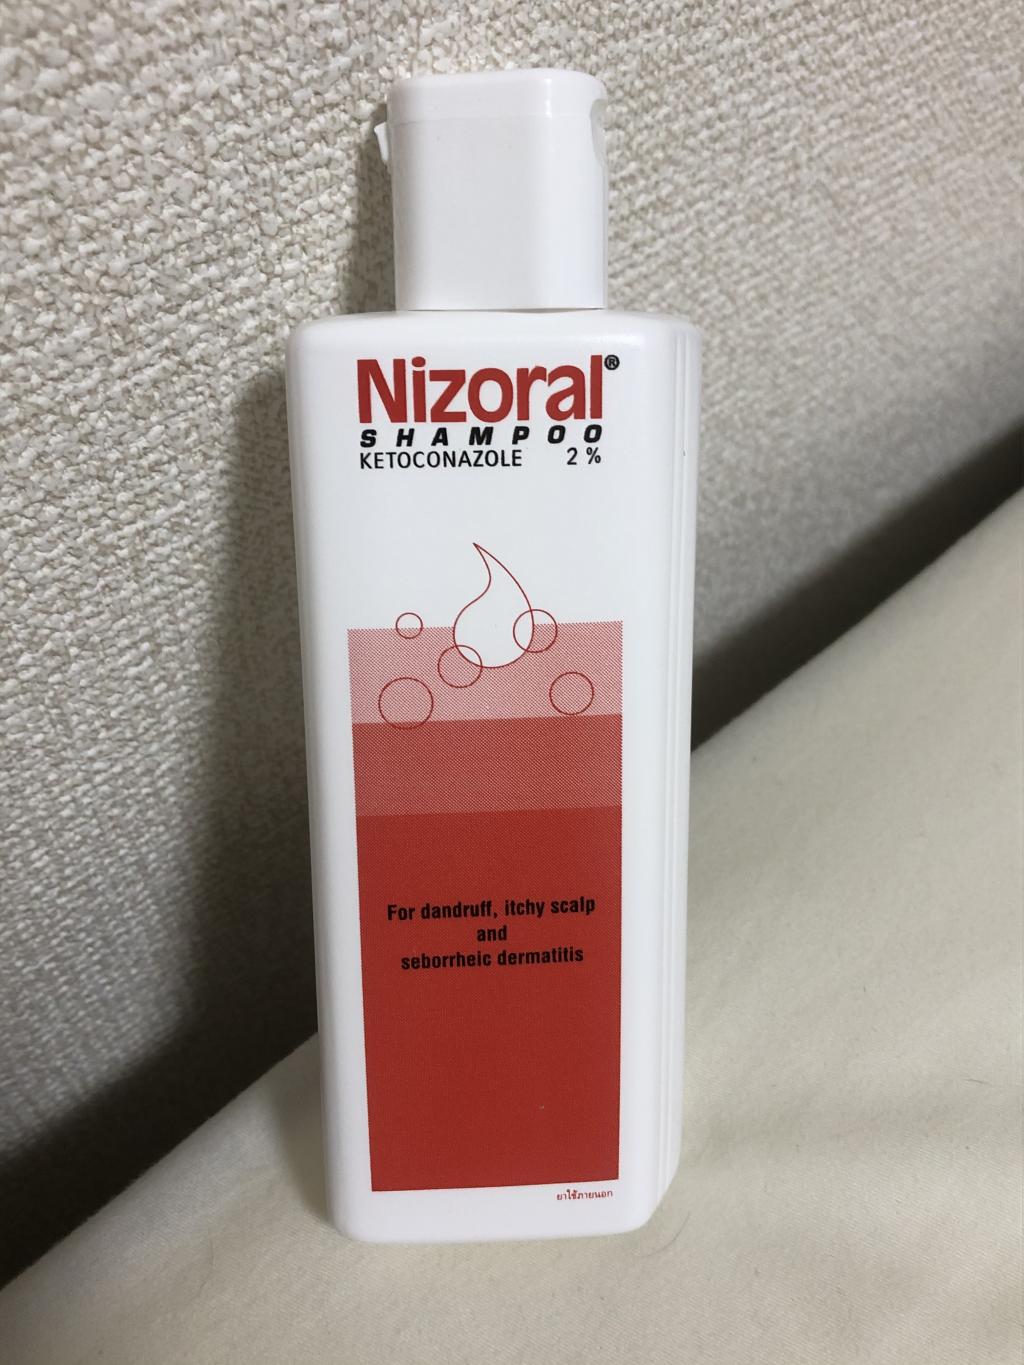 Nizoral®
SHAMPOO
KETOCONAZOLE 2 %
For dandruff, itchy scalp
and
seborrheic dermatitis
ยาใช้ภายนอก